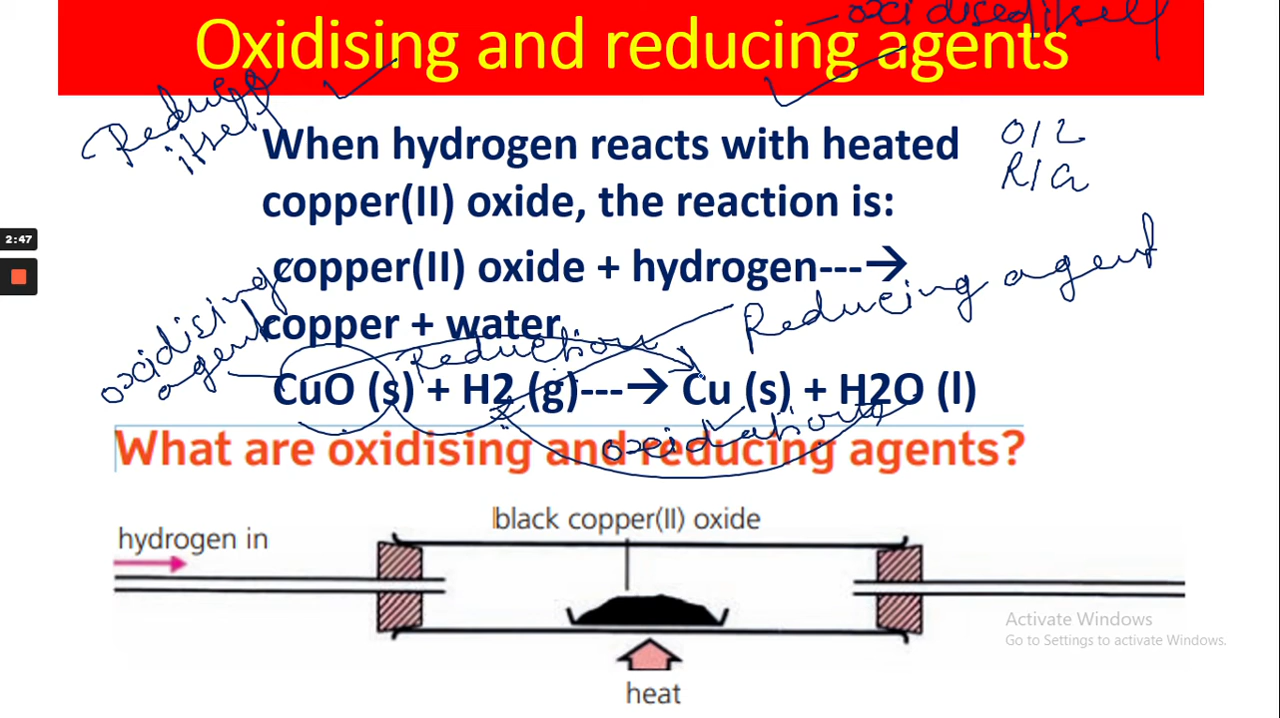 oxidised itself
Oxidising and reducing agents
Reduces
itself
When hydrogen reacts with heated
copper(II) oxide, the reaction is:
O/2
R/a
2:47
copper(II) oxide + hydrogen---→
copper + water
oxidising
agent
Reduction
Reducing agent
CuO (s) + H2 (g)---→ Cu (s) + H2O (l)
oxidation
What are oxidising and reducing agents?
black copper(II) oxide
hydrogen in
heat
Activate Windows
Go to Settings to activate Windows.